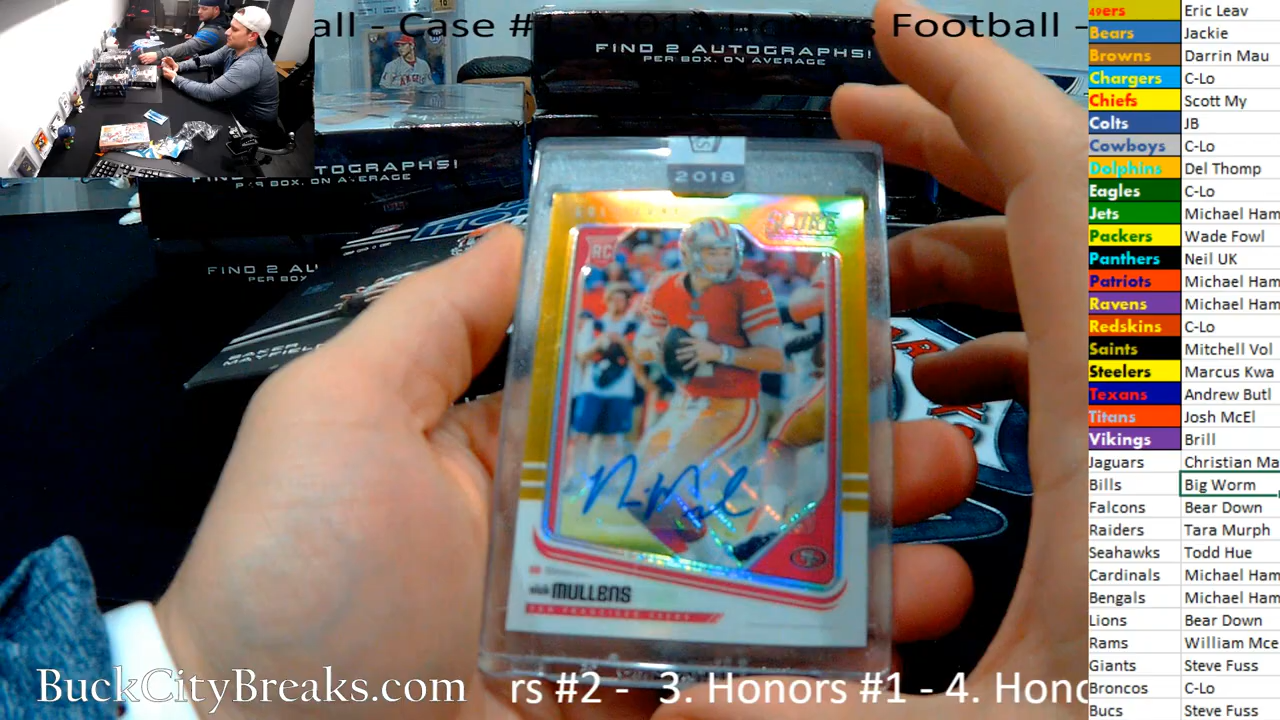 all - Case #
Football -
FIND 2 AUTOGRAPHS!
PER BOX, ON AVERAGE
AUTOGRAPHS!
PER BOX, ON AVERAGE
FIND 2 AU
PER BOX
BAKER
MAYFIELD
ANGELS
2018
SCORE
RC
49ERS
MULLENS
SAN FRANCISCO 49ERS
BuckCityBreaks.com
rs #2 - 3. Honors #1 - 4. Hono
49ers Eric Leav
Bears Jackie
Browns Darrin Mau
Chargers C-Lo
Chiefs Scott My
Colts JB
Cowboys C-Lo
Dolphins Del Thomp
Eagles C-Lo
Jets Michael Ham
Packers Wade Fowl
Panthers Neil UK
Patriots Michael Ham
Ravens Michael Ham
Redskins C-Lo
Saints Mitchell Vol
Steelers Marcus Kwa
Texans Andrew Butl
Titans Josh McEl
Vikings Brill
Jaguars Christian Ma
Bills Big Worm
Falcons Bear Down
Raiders Tara Murph
Seahawks Todd Hue
Cardinals Michael Ham
Bengals Michael Ham
Lions Bear Down
Rams William Mce
Giants Steve Fuss
Broncos C-Lo
Bucs Steve Fuss